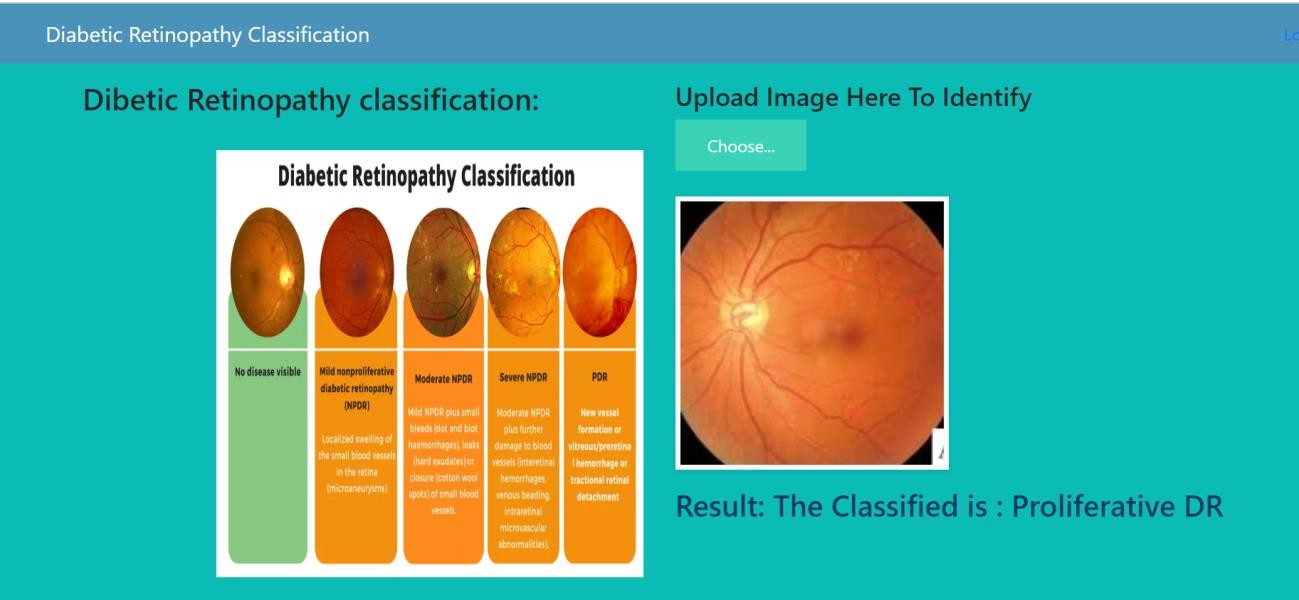 Diabetic Retinopathy Classification
Dibetic Retinopathy classification:
Diabetic Retinopathy Classification
No disease visible
Mild nonproliferative
diabetic retinopathy
(NPDR)
Localized swelling of
the small blood vessels
in the retina
(microaneurysms)
Moderate NPDR
Mild NPDR plus small
bleeds (dot and blot
haemorrhages), leaks
(hard exudates) or
closure (cotton wool
spots) of small blood
vessels.
Severe NPDR
Moderate NPDR
plus further
damage to blood
vessels (interetinal
hemorrhages,
venous beading,
intraretinal
microvascular
abnormalities).
PDR
New vessel
formation or
vitreous/preretina
l hemorrhage or
tractional retinal
detachment
Upload Image Here To Identify
Choose...
Result: The Classified is : Proliferative DR